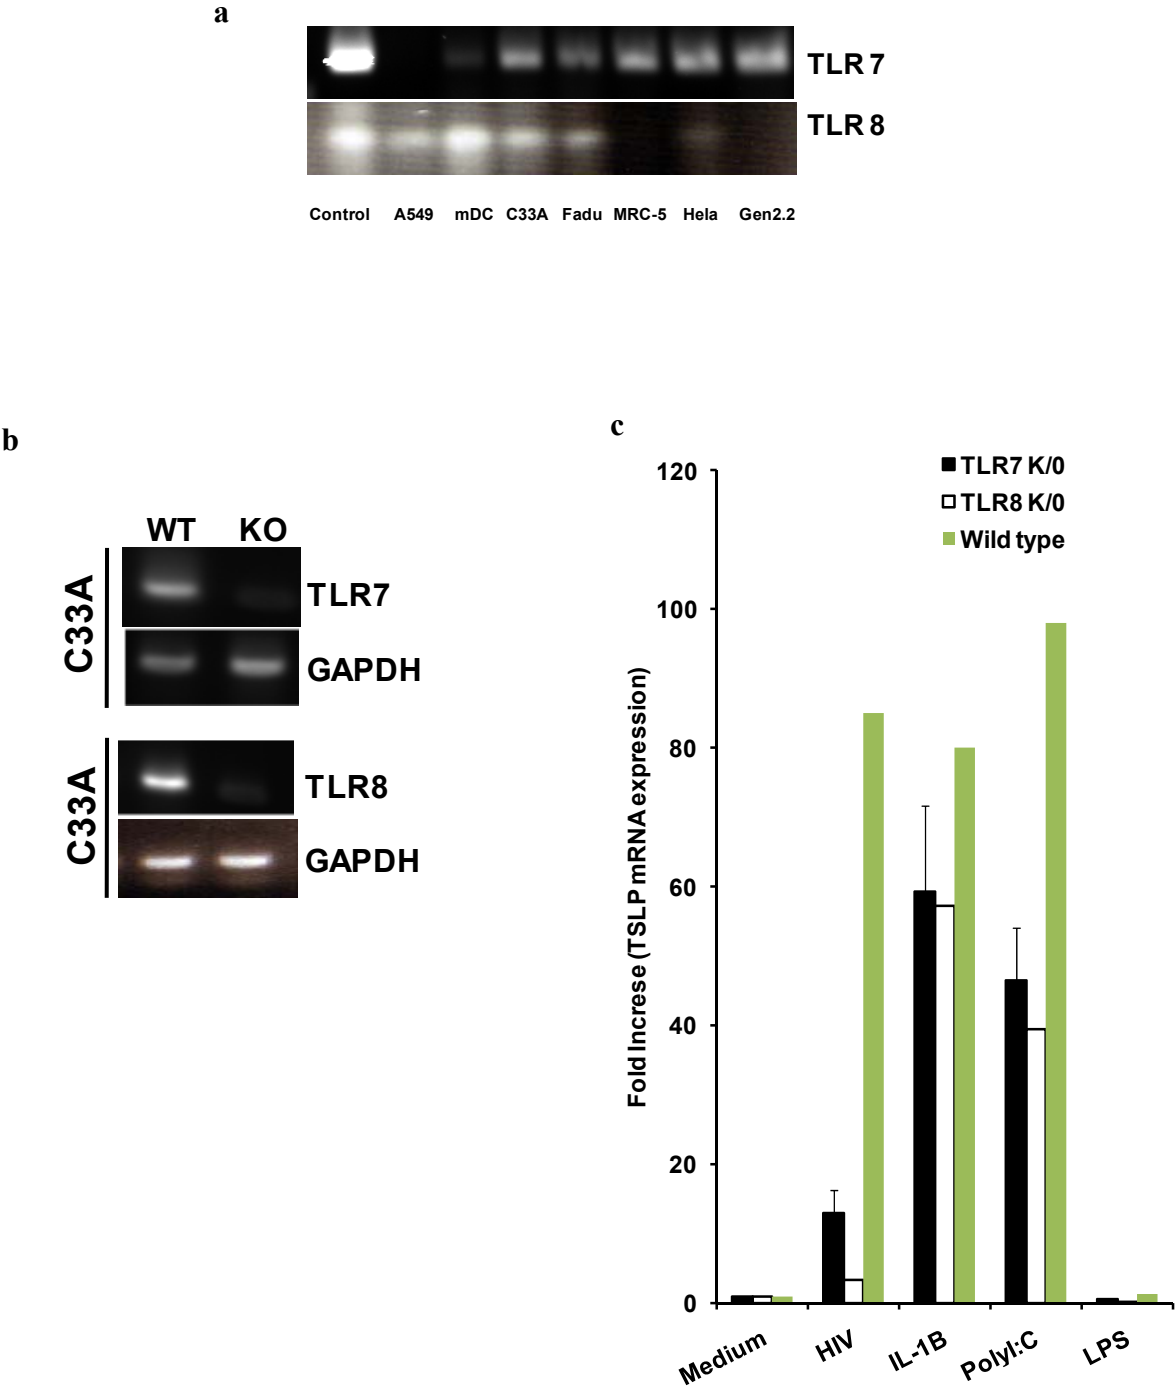 a
TLR 7
TLR 8
Control A549 mDC C33A Fadu MRC-5 Hela Gen2.2
b
WT KO
C33A
TLR7
GAPDH
C33A
TLR8
GAPDH
c
TLR7 K/0
TLR8 K/0
Wild type
Fold Increse (TSLP mRNA expression)
120
100
80
60
40
20
0
Medium HIV IL-1B PolyI:C LPS